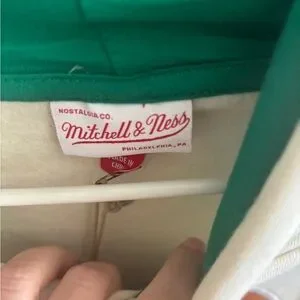 NOSTALGIA CO.
Mitchell & Ness
PHILADELPHIA, PA.
MADE IN